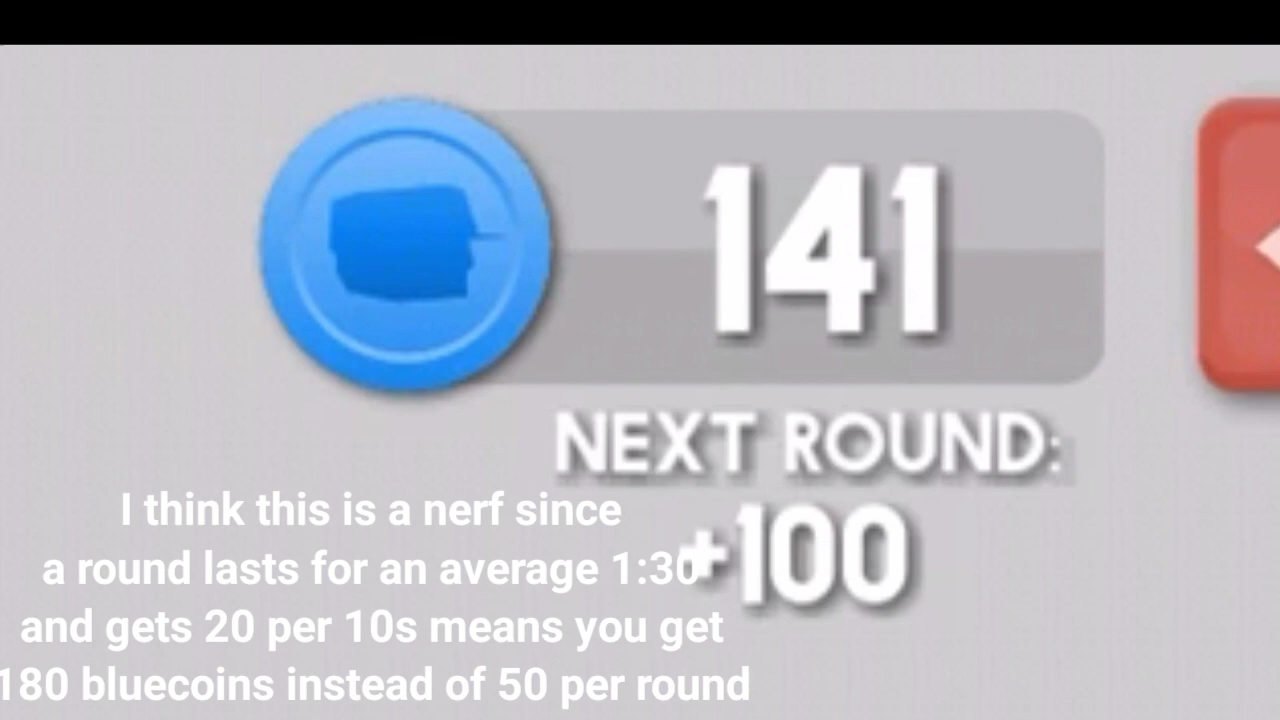 141
NEXT ROUND:
+100
I think this is a nerf since
a round lasts for an average 1:30
and gets 20 per 10s means you get
180 bluecoins instead of 50 per round